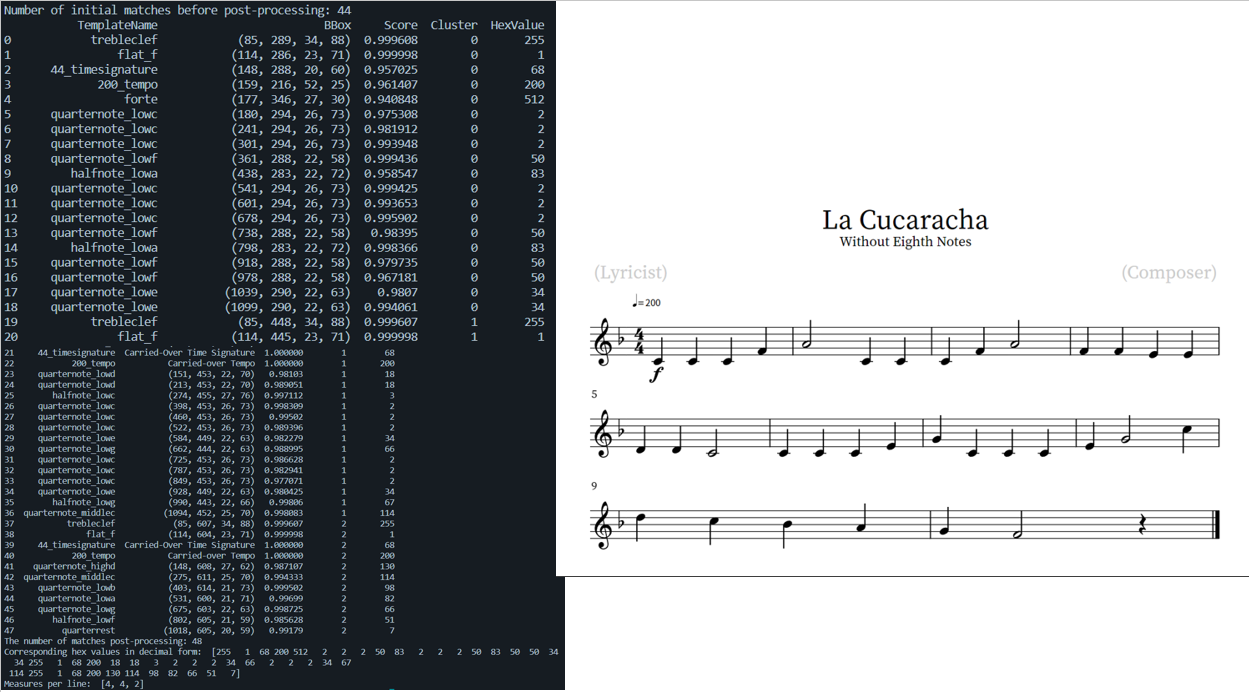 Number of initial matches before post-processing: 44
TemplateName BBox Score Cluster HexValue
0 trebleclef (85, 289, 34, 88) 0.999608 0 255
1 flat_f (114, 286, 23, 71) 0.999998 0 1
2 44_timesignature (148, 288, 20, 60) 0.957025 0 68
3 200_tempo (159, 216, 52, 25) 0.961407 0 200
4 forte (177, 346, 27, 30) 0.940848 0 512
5 quarternote_lowc (180, 294, 26, 73) 0.975308 0 2
6 quarternote_lowc (241, 294, 26, 73) 0.981912 0 2
7 quarternote_lowc (301, 294, 26, 73) 0.993948 0 2
8 quarternote_lowf (361, 288, 22, 58) 0.999436 0 50
9 halfnote_lowa (438, 283, 22, 72) 0.958547 0 83
10 quarternote_lowc (541, 294, 26, 73) 0.999425 0 2
11 quarternote_lowc (601, 294, 26, 73) 0.993653 0 2
12 quarternote_lowc (678, 294, 26, 73) 0.995902 0 2
13 quarternote_lowf (738, 288, 22, 58) 0.98395 0 50
14 halfnote_lowa (798, 283, 22, 72) 0.998366 0 83
15 quarternote_lowf (918, 288, 22, 58) 0.979735 0 50
16 quarternote_lowf (978, 288, 22, 58) 0.967181 0 50
17 quarternote_lowe (1039, 290, 22, 63) 0.9807 0 34
18 quarternote_lowe (1099, 290, 22, 63) 0.994061 0 34
19 trebleclef (85, 448, 34, 88) 0.999607 1 255
20 flat_f (114, 445, 23, 71) 0.999998 1 1
21 44_timesignature Carried-Over Time Signature 1.000000 1 68
22 200_tempo Carried-over Tempo 1.000000 1 200
23 quarternote_lowd (151, 453, 22, 70) 0.98103 1 18
24 quarternote_lowd (213, 453, 22, 70) 0.989051 1 18
25 halfnote_lowc (274, 455, 27, 76) 0.997112 1 3
26 quarternote_lowc (398, 453, 26, 73) 0.998309 1 2
27 quarternote_lowc (460, 453, 26, 73) 0.99502 1 2
28 quarternote_lowc (522, 453, 26, 73) 0.989396 1 2
29 quarternote_lowe (584, 449, 22, 63) 0.982279 1 34
30 quarternote_lowg (662, 444, 22, 63) 0.988995 1 66
31 quarternote_lowc (725, 453, 26, 73) 0.986628 1 2
32 quarternote_lowc (787, 453, 26, 73) 0.982941 1 2
33 quarternote_lowc (849, 453, 26, 73) 0.977071 1 2
34 quarternote_lowe (928, 449, 22, 63) 0.980425 1 34
35 halfnote_lowg (990, 443, 22, 66) 0.99806 1 67
36 quarternote_middlec (1094, 452, 25, 70) 0.998083 1 114
37 trebleclef (85, 607, 34, 88) 0.999607 2 255
38 flat_f (114, 604, 23, 71) 0.999998 2 1
39 44_timesignature Carried-Over Time Signature 1.000000 2 68
40 200_tempo Carried-over Tempo 1.000000 2 200
41 quarternote_highd (148, 608, 27, 62) 0.987107 2 130
42 quarternote_middlec (275, 611, 25, 70) 0.994333 2 114
43 quarternote_lowb (403, 614, 21, 73) 0.999502 2 98
44 quarternote_lowa (531, 600, 21, 71) 0.99699 2 82
45 quarternote_lowg (675, 603, 22, 63) 0.998725 2 66
46 halfnote_lowf (802, 605, 21, 59) 0.985628 2 51
47 quarterrest (1018, 605, 20, 59) 0.99179 2 7
The number of matches post-processing: 48
Corresponding hex values in decimal form: [255 1 68 200 512 2 2 2 50 83 2 2 2 50 83 50 50 34
34 255 1 68 200 18 18 3 2 2 2 34 66 2 2 2 34 67
114 255 1 68 200 130 114 98 82 66 51 7]
Measures per line: [4, 4, 2]
La Cucaracha
Without Eighth Notes
(Lyricist) (Composer)
♩=200
4
4
f
5
9